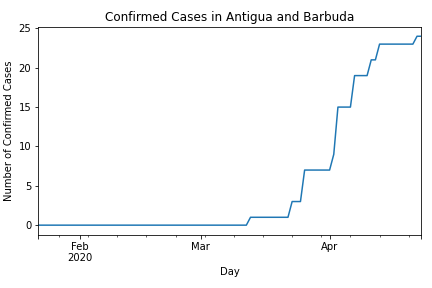 Confirmed Cases in Antigua and Barbuda
25
20
15
10
5
0
Number of Confirmed Cases
Feb
2020
Mar
Apr
Day